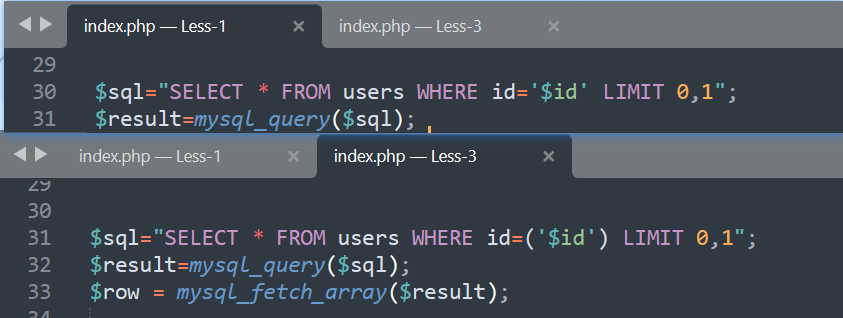 index.php — Less-1 × index.php — Less-3 ×
29
30 $sql="SELECT * FROM users WHERE id='$id' LIMIT 0,1";
31 $result=mysql_query($sql);
index.php — Less-1 × index.php — Less-3 ×
29
30
31 $sql="SELECT * FROM users WHERE id=('$id') LIMIT 0,1";
32 $result=mysql_query($sql);
33 $row = mysql_fetch_array($result);
34